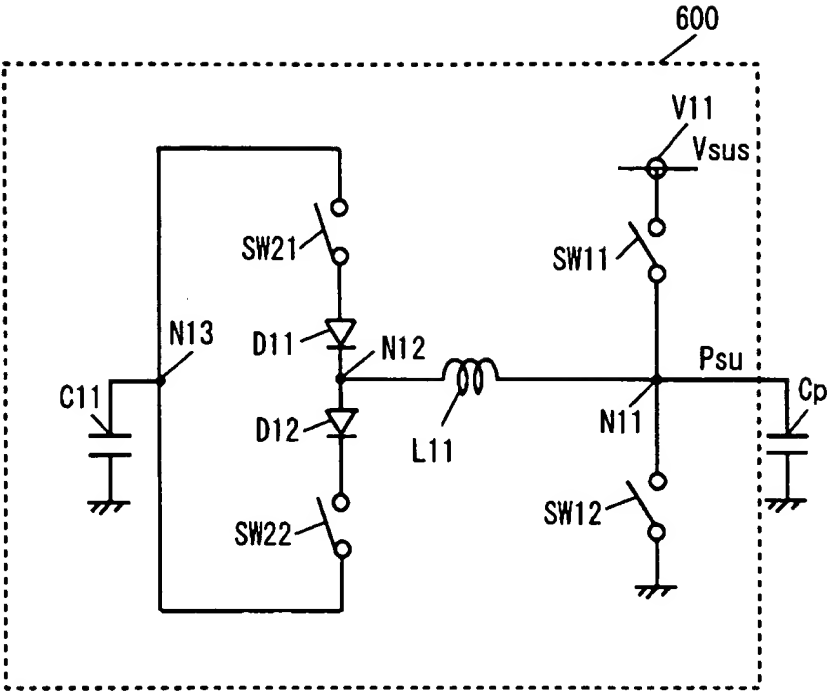 600
V11
Vsus
SW21
SW11
N13
D11
N12
Psu
C11
Cp
D12
L11
N11
SW22
SW12